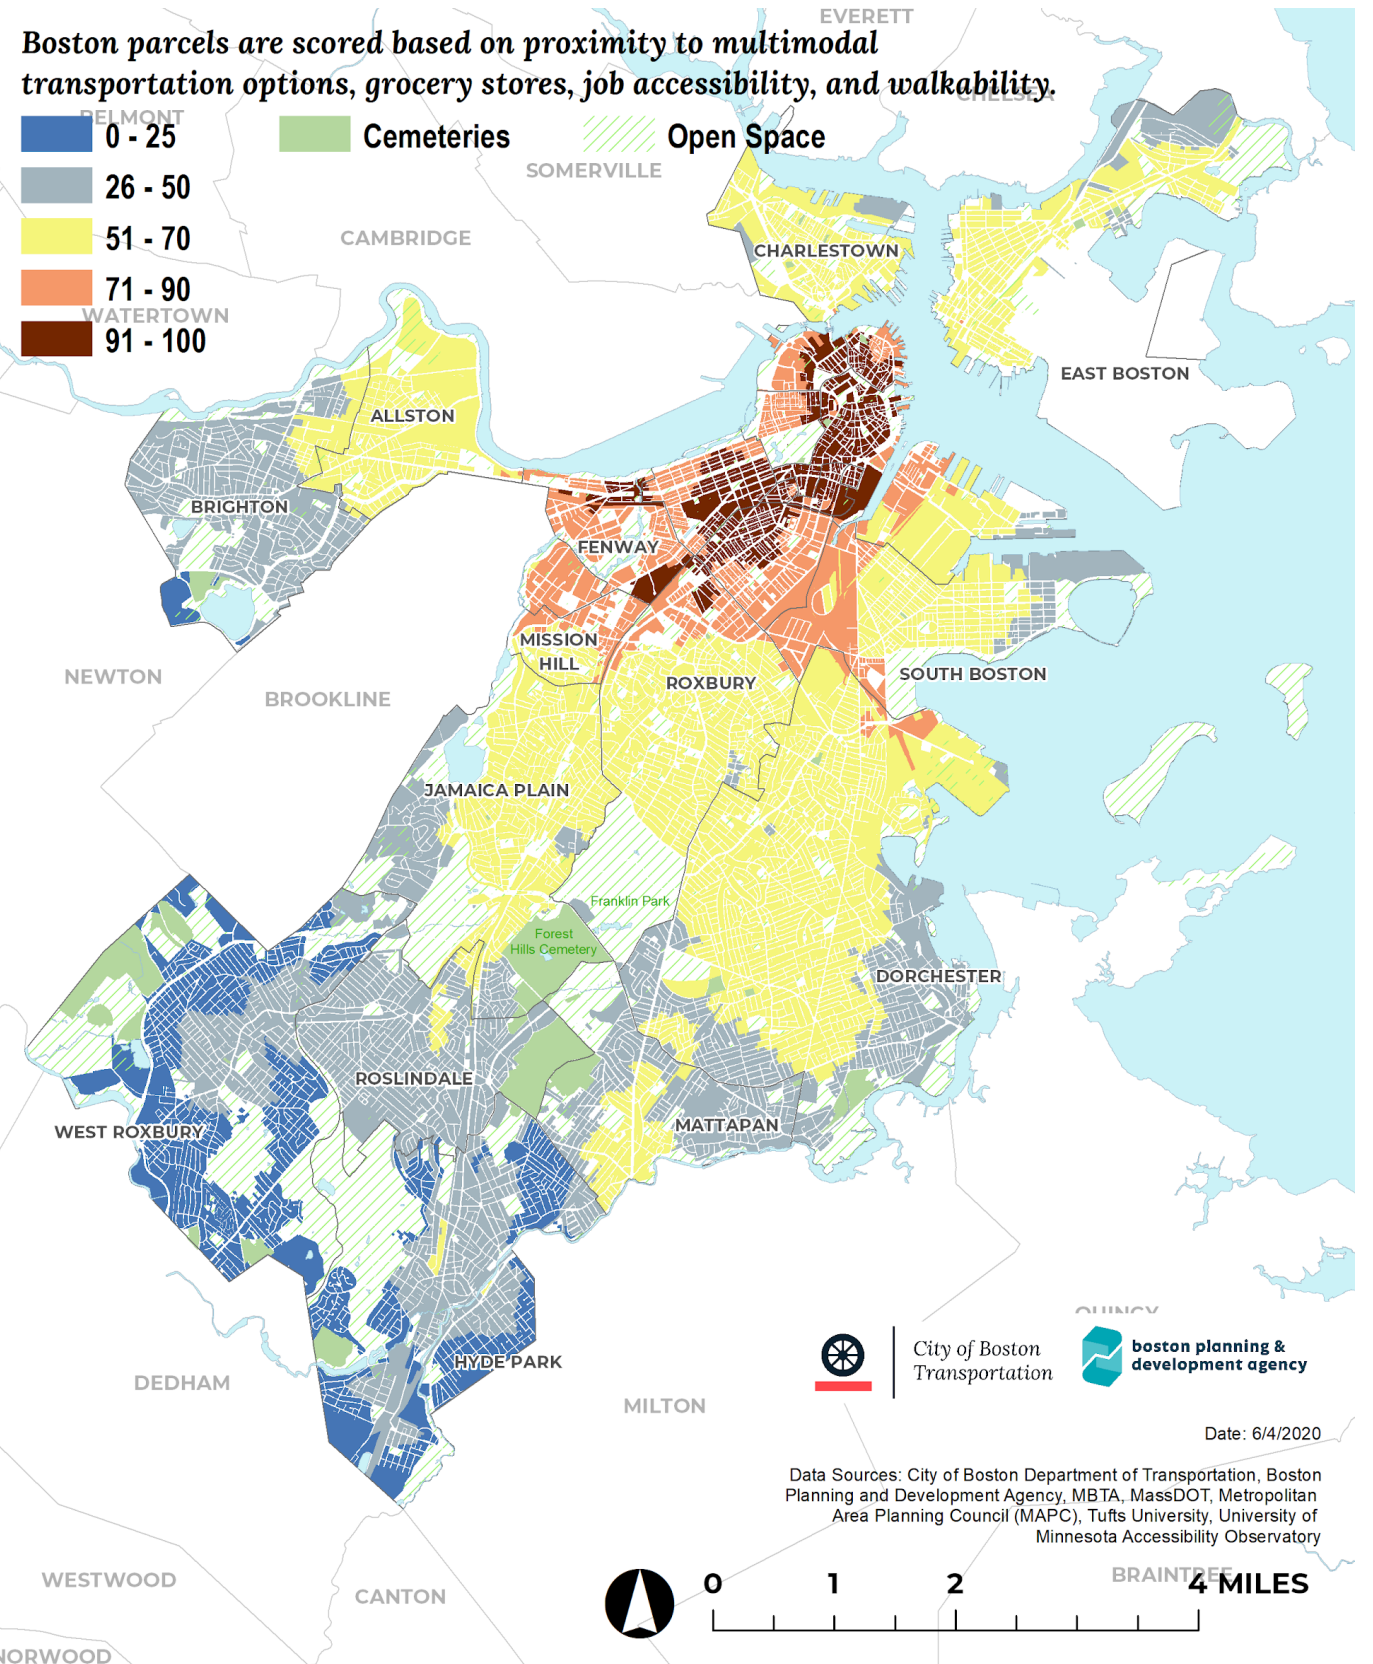 Boston parcels are scored based on proximity to multimodal
transportation options, grocery stores, job accessibility, and walkability.
EVERETT
CHELSEA
BELMONT
0 - 25
Cemeteries
Open Space
26 - 50
SOMERVILLE
51 - 70
CAMBRIDGE
CHARLESTOWN
71 - 90
WATERTOWN
91 - 100
EAST BOSTON
ALLSTON
BRIGHTON
FENWAY
MISSION
HILL
NEWTON
BROOKLINE
ROXBURY
SOUTH BOSTON
JAMAICA PLAIN
Franklin Park
Forest
Hills Cemetery
DORCHESTER
ROSLINDALE
WEST ROXBURY
MATTAPAN
QUINCY
HYDE PARK
DEDHAM
MILTON
City of Boston
Transportation
boston planning &
development agency
Date: 6/4/2020
Data Sources: City of Boston Department of Transportation, Boston
Planning and Development Agency, MBTA, MassDOT, Metropolitan
Area Planning Council (MAPC), Tufts University, University of
Minnesota Accessibility Observatory
BRAINTREE
WESTWOOD
CANTON
0 1 2 4 MILES
NORWOOD